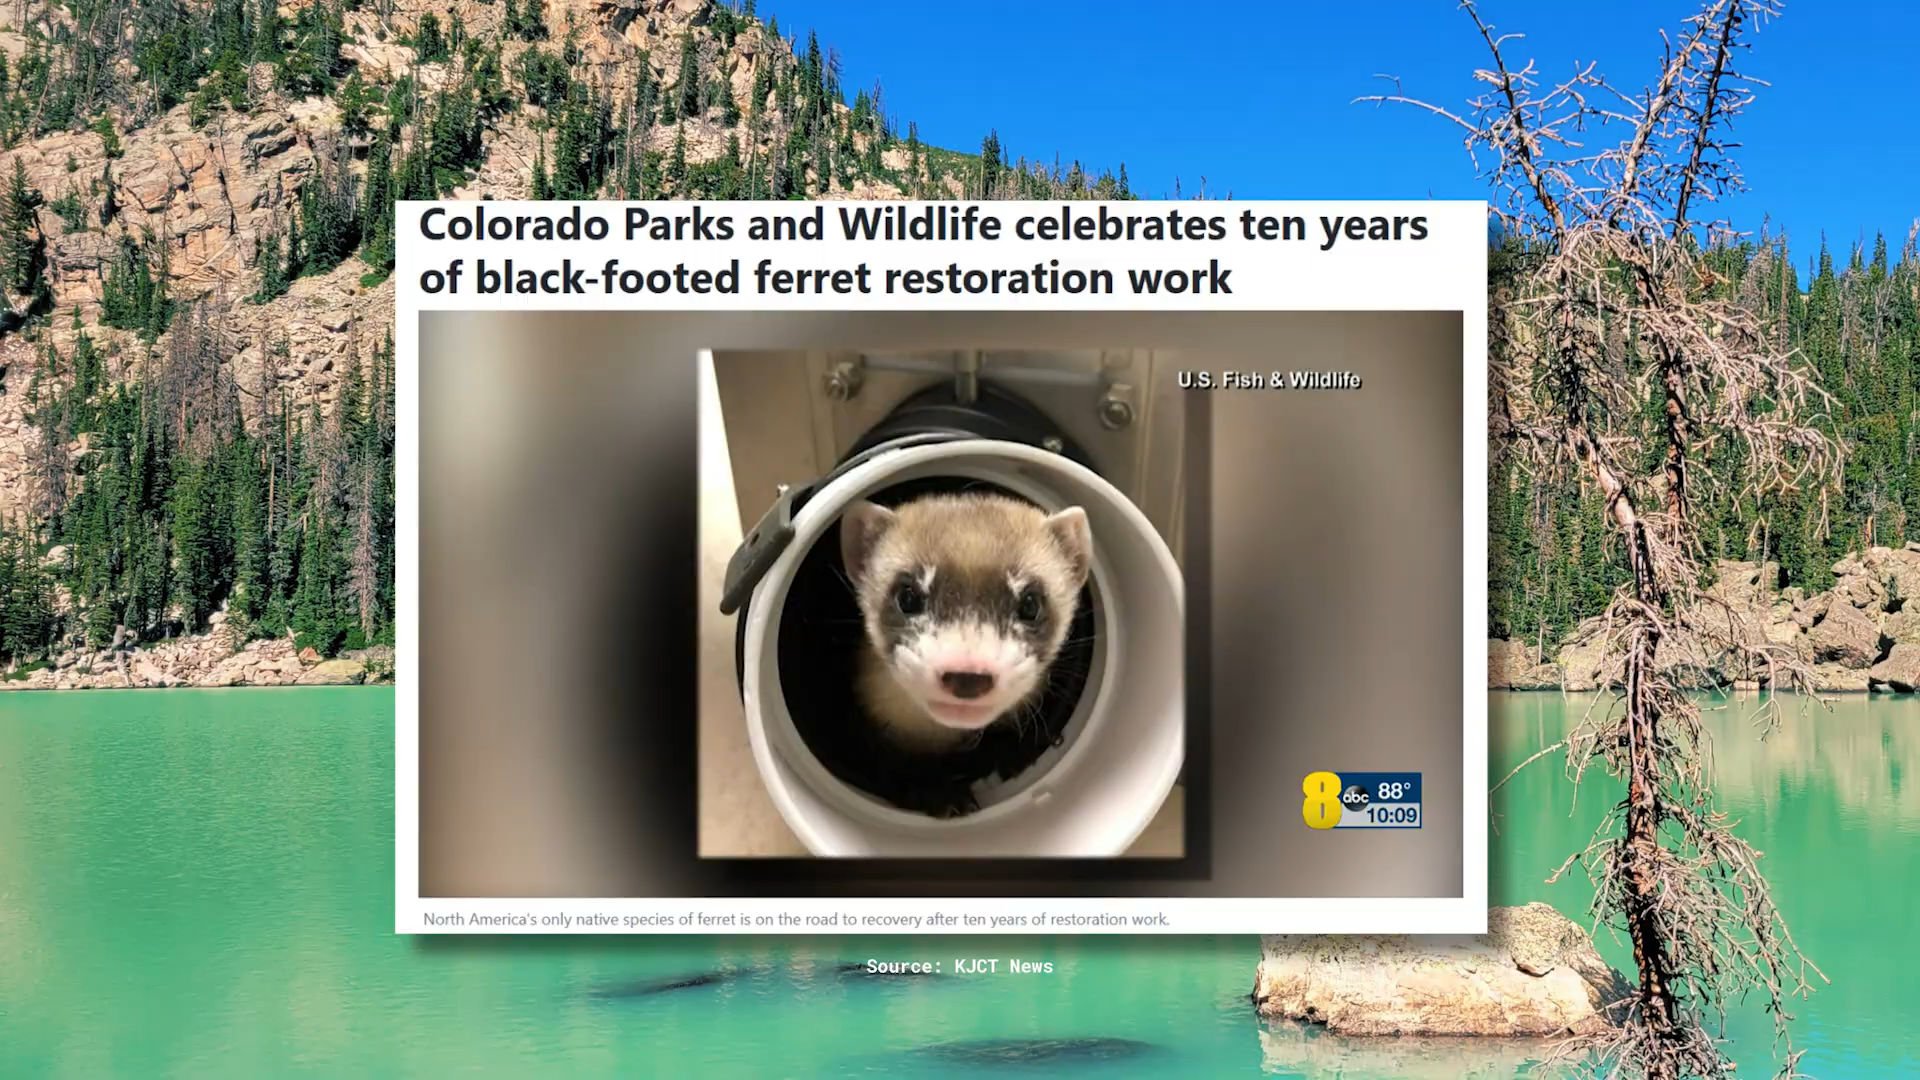 Colorado Parks and Wildlife celebrates ten years
of black-footed ferret restoration work
U.S. Fish & Wildlife
8 abc 88°
10:09
North America's only native species of ferret is on the road to recovery after ten years of restoration work.
Source: KJCT News